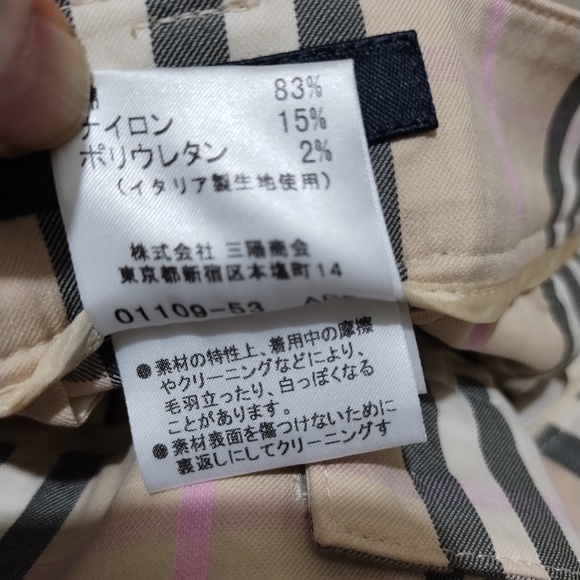 綿 83%
ナイロン 15%
ポリウレタン 2%
(イタリア製生地使用)
株式会社 三陽商会
東京都新宿区本塩町14
01109-53
●素材の特性上、着用中の摩擦
やクリーニングなどにより、
毛羽立ったり、白っぽくなる
ことがあります。
●素材表面を傷つけないために
裏返しにしてクリーニングす